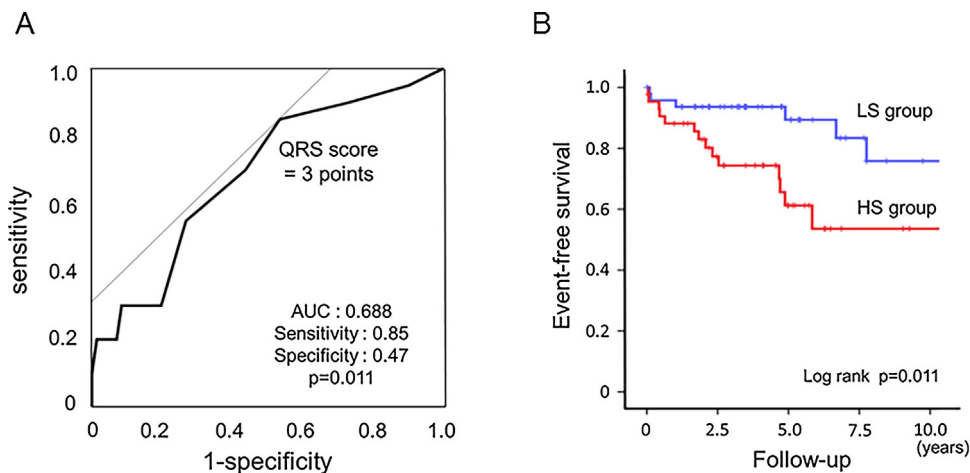 A
1.0
0.8
0.6
0.4
0.2
0
sensitivity
QRS score
= 3 points
AUC : 0.688
Sensitivity : 0.85
Specificity : 0.47
p=0.011
0 0.2 0.4 0.6 0.8 1.0
1-specificity
B
1.0
0.8
0.6
0.4
0.2
0
Event-free survival
LS group
HS group
Log rank p=0.011
0 2.5 5.0 7.5 10.0
(years)
Follow-up